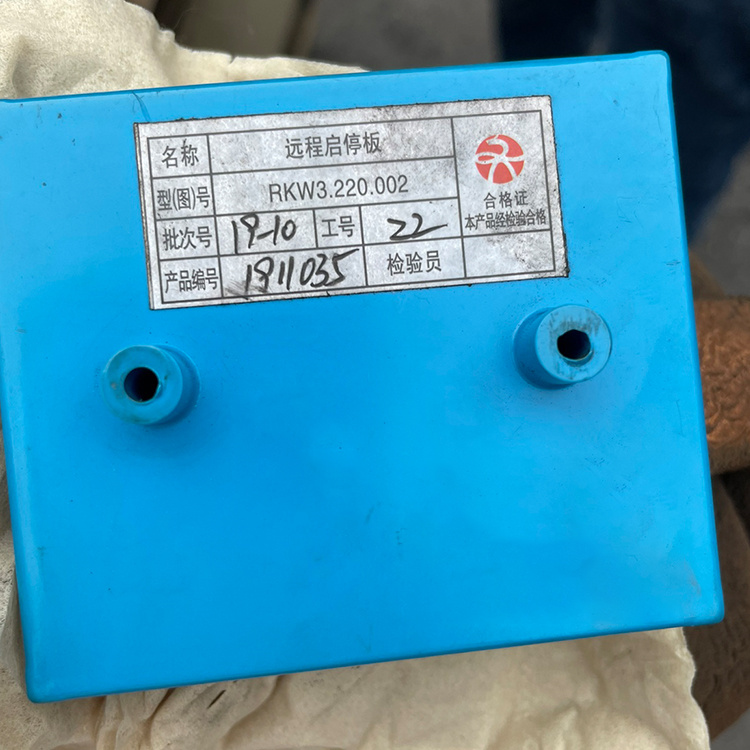 名称 远程启停板
型(图)号 RKW3.220.002
批次号 19-10 工号 22
产品编号 1911035 检验员
合格证
本产品经检验合格